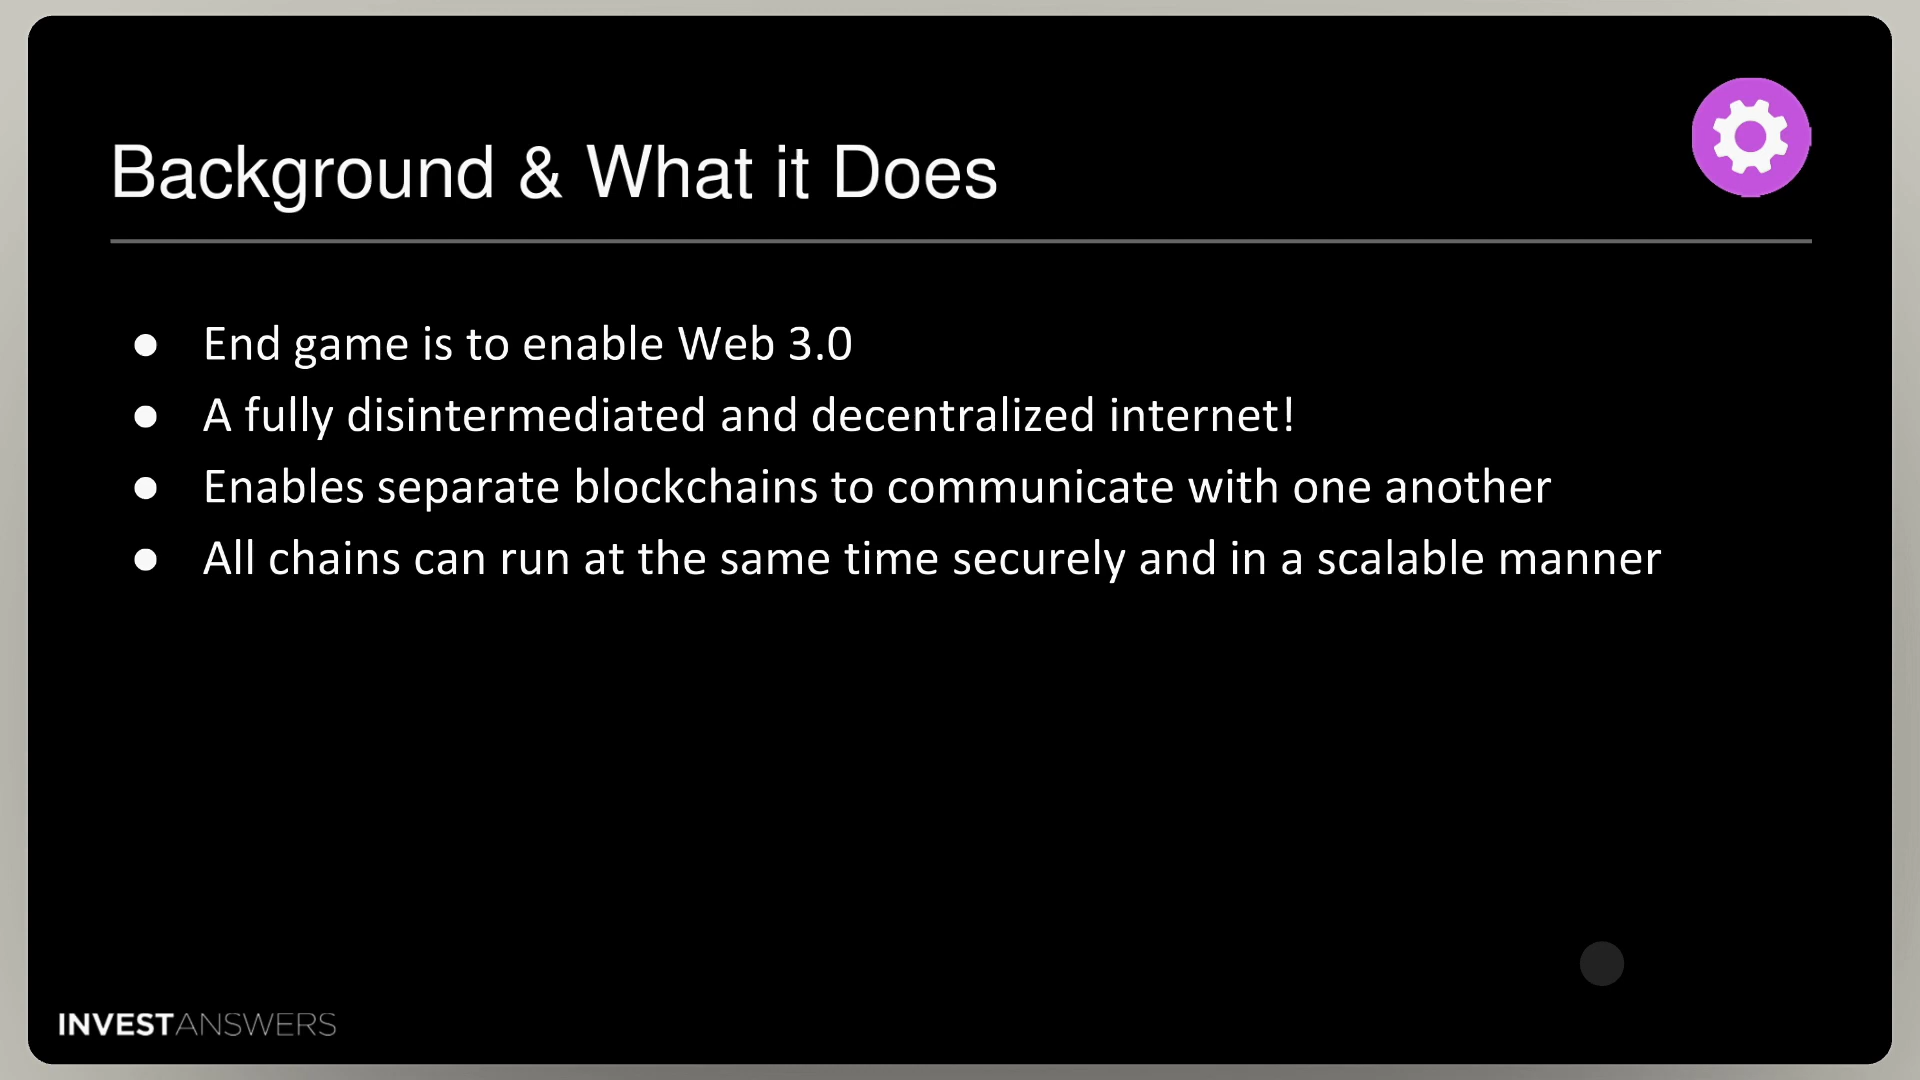 Background & What it Does
● End game is to enable Web 3.0
● A fully disintermediated and decentralized internet!
● Enables separate blockchains to communicate with one another
● All chains can run at the same time securely and in a scalable manner
INVESTANSWERS